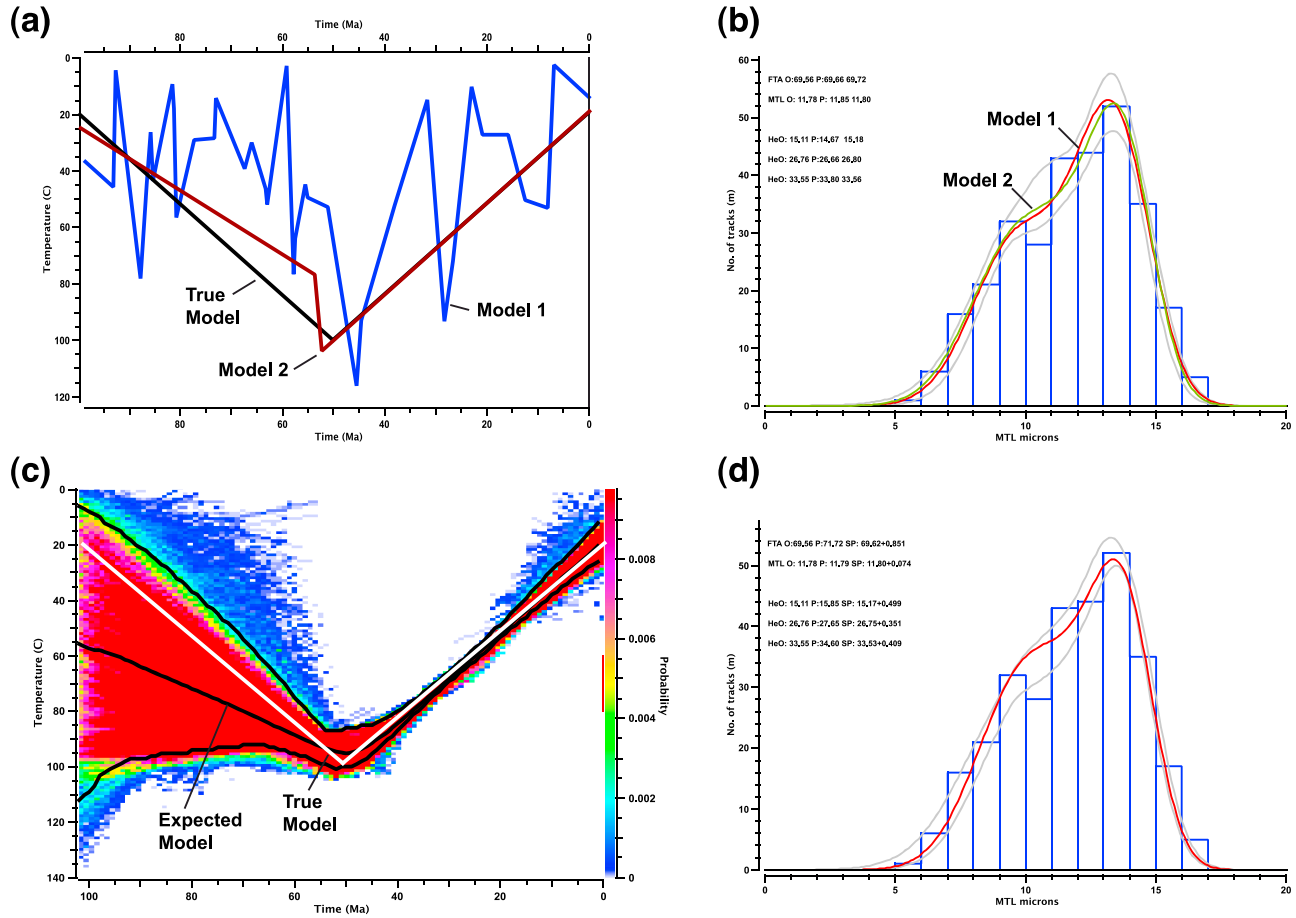 (a)
Time (Ma)
80 60 40 20 0
0
20
40
60
80
100
120
Temperature (C)
True
Model
Model 2
Model 1
80 60 40 20 0
Time (Ma)
(b)
60
50
40
30
20
10
0
No. of tracks (m)
FTA O:69.56 P:69.66 69.72
MTL O: 11.78 P: 11.85 11.80
HeO: 15.11 P:14.67 15.18
HeO: 26.76 P:26.66 26.80
HeO: 33.55 P:33.80 33.56
Model 1
Model 2
0 5 10 15 20
MTL microns
(c)
0
20
40
60
80
100
120
140
Temperature (C)
Expected
Model
True
Model
100 80 60 40 20 0
Time (Ma)
0.008
0.006
0.004
0.002
0
Probability
(d)
50
40
30
20
10
0
No. of tracks (m)
FTA O:69.56 P:71.72 SP: 69.62+0.851
MTL O: 11.78 P: 11.79 SP: 11.80+0.074
HeO: 15.11 P:15.85 SP: 15.17+0.499
HeO: 26.76 P:27.65 SP: 26.75+0.351
HeO: 33.55 P:34.60 SP: 33.53+0.409
0 5 10 15 20
MTL microns